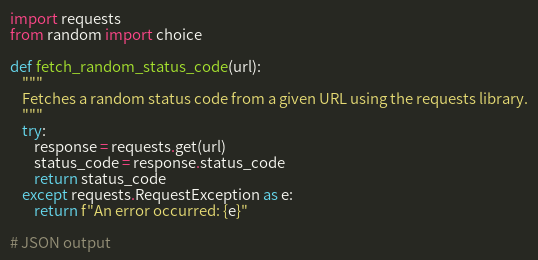 import requests
from random import choice

def fetch_random_status_code(url):
    """
    Fetches a random status code from a given URL using the requests library.
    """
    try:
        response = requests.get(url)
        status_code = response.status_code
        return status_code
    except requests.RequestException as e:
        return f"An error occurred: {e}"

# JSON output